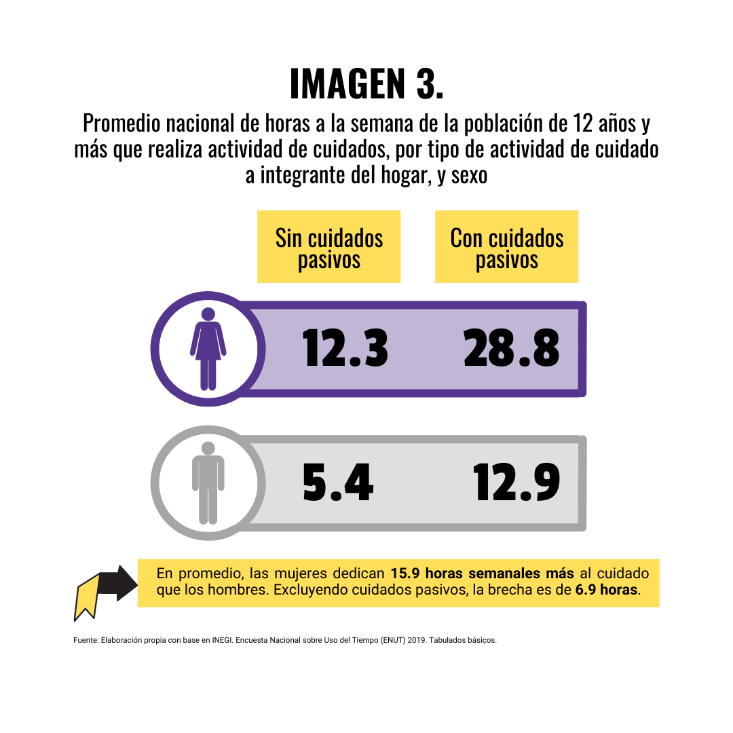 IMAGEN 3.
Promedio nacional de horas a la semana de la población de 12 años y
más que realiza actividad de cuidados, por tipo de actividad de cuidado
a integrante del hogar, y sexo
Sin cuidados
pasivos
Con cuidados
pasivos
12.3 28.8
5.4 12.9
En promedio, las mujeres dedican 15.9 horas semanales más al cuidado
que los hombres. Excluyendo cuidados pasivos, la brecha es de 6.9 horas.
Fuente: Elaboración propia con base en INEGI. Encuesta Nacional sobre Uso del Tiempo (ENUT) 2019. Tabulados básicos.